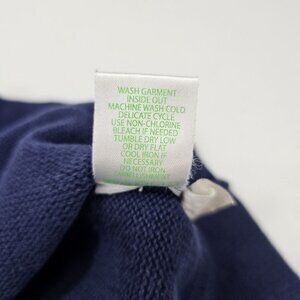 WASH GARMENT
INSIDE OUT
MACHINE WASH COLD
DELICATE CYCLE
USE NON-CHLORINE
BLEACH IF NEEDED
TUMBLE DRY LOW
OR DRY FLAT
COOL IRON IF
NECESSARY
DO NOT IRON
EMBELLISHMENT